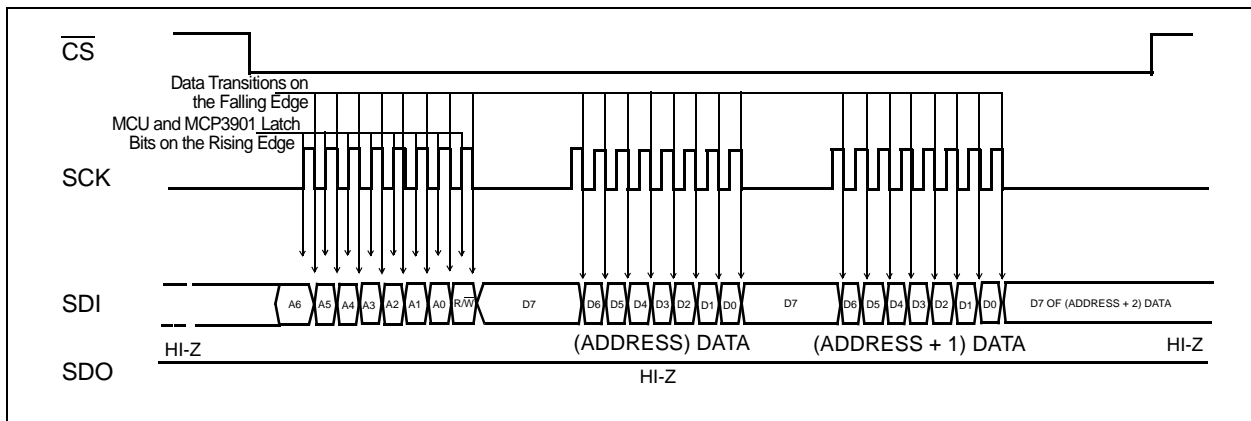 CS
Data Transitions on
the Falling Edge
MCU and MCP3901 Latch
Bits on the Rising Edge
SCK
SDI
A6 A5 A4 A3 A2 A1 A0 R/W D7 D6 D5 D4 D3 D2 D1 D0 D7 D6 D5 D4 D3 D2 D1 D0 D7 OF (ADDRESS + 2) DATA
HI-Z (ADDRESS) DATA (ADDRESS + 1) DATA HI-Z
SDO
HI-Z